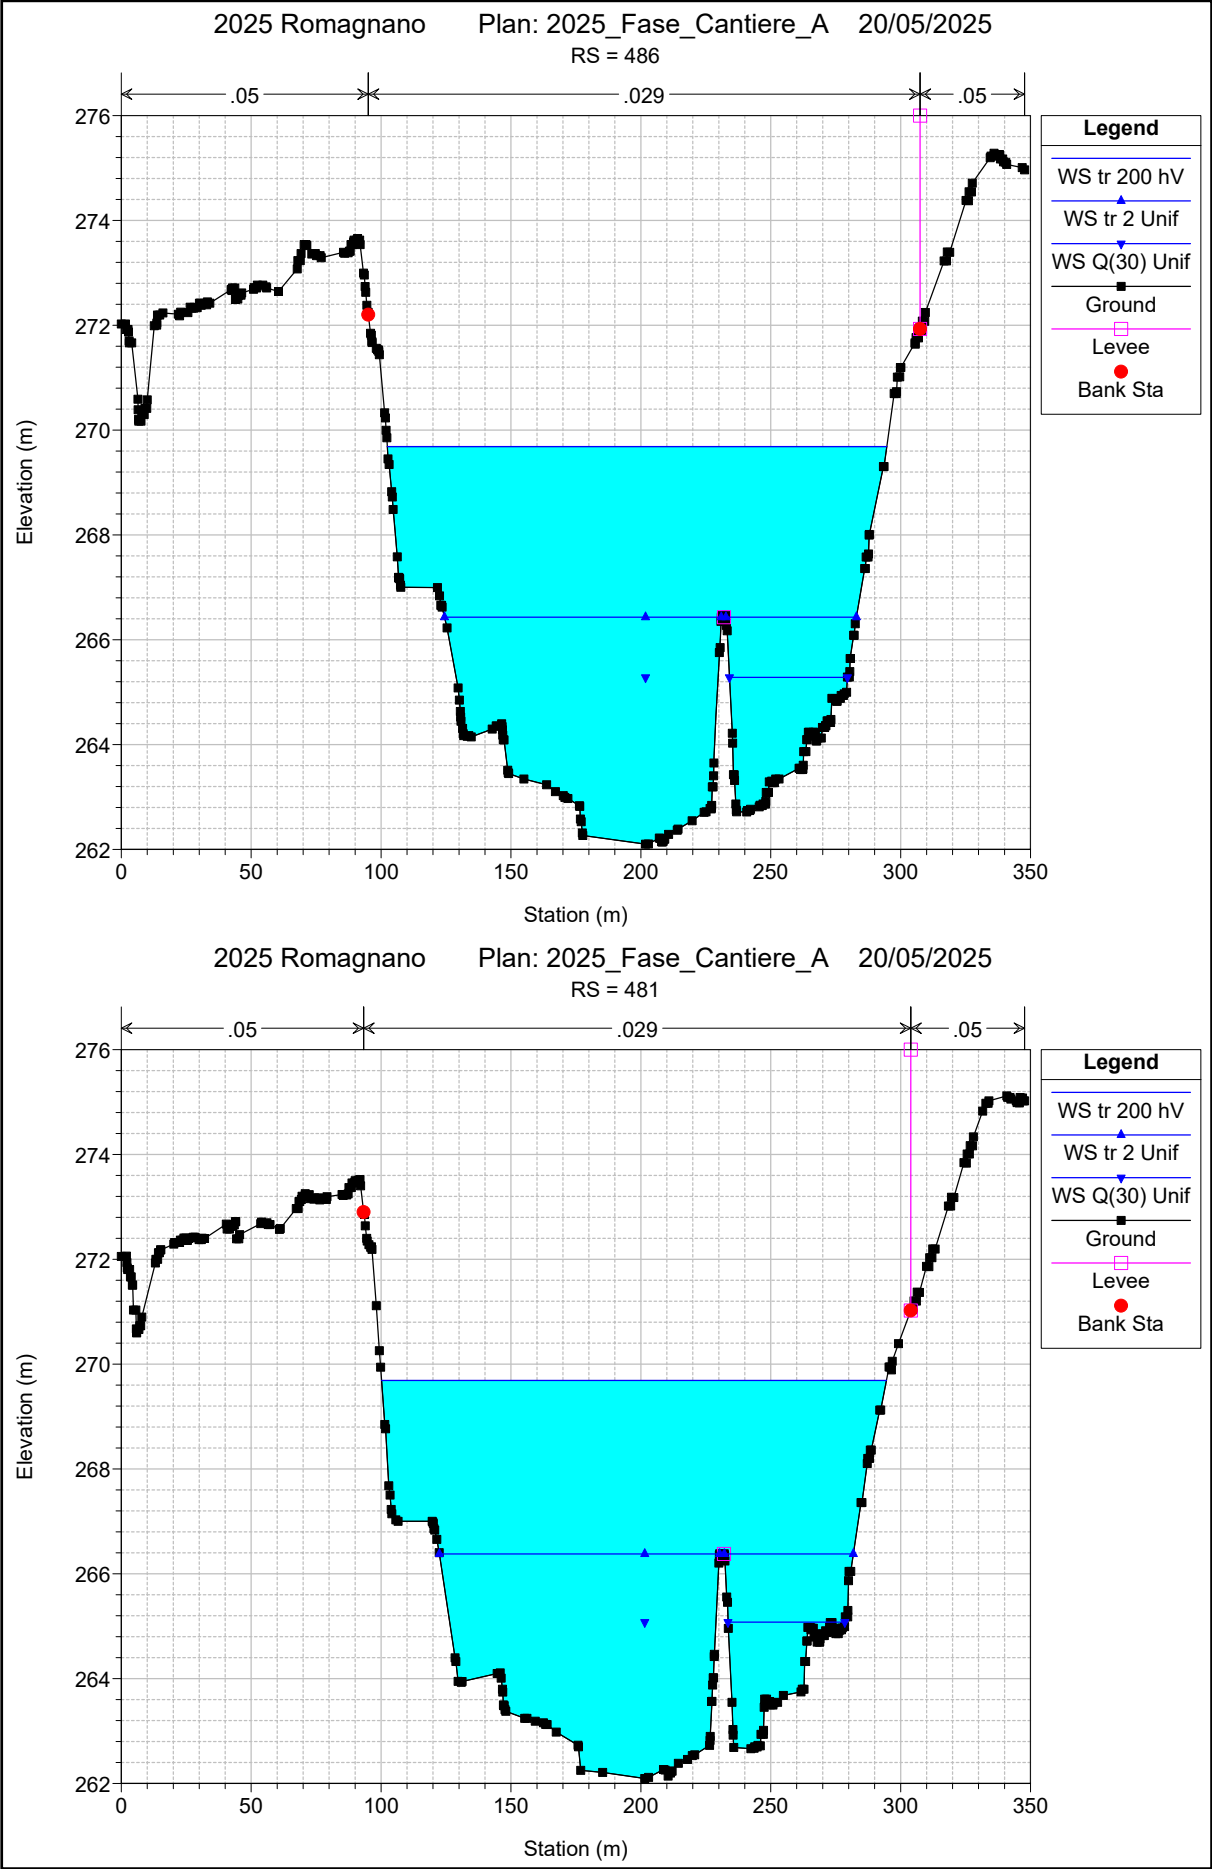 2025 Romagnano Plan: 2025_Fase_Cantiere_A 20/05/2025
RS = 486
.05 .029 .05
276
274
272
270
268
266
264
262
Elevation (m)
0 50 100 150 200 250 300 350
Station (m)
Legend
WS tr 200 hV
WS tr 2 Unif
WS Q(30) Unif
Ground
Levee
Bank Sta
2025 Romagnano Plan: 2025_Fase_Cantiere_A 20/05/2025
RS = 481
.05 .029 .05
276
274
272
270
268
266
264
262
Elevation (m)
0 50 100 150 200 250 300 350
Station (m)
Legend
WS tr 200 hV
WS tr 2 Unif
WS Q(30) Unif
Ground
Levee
Bank Sta